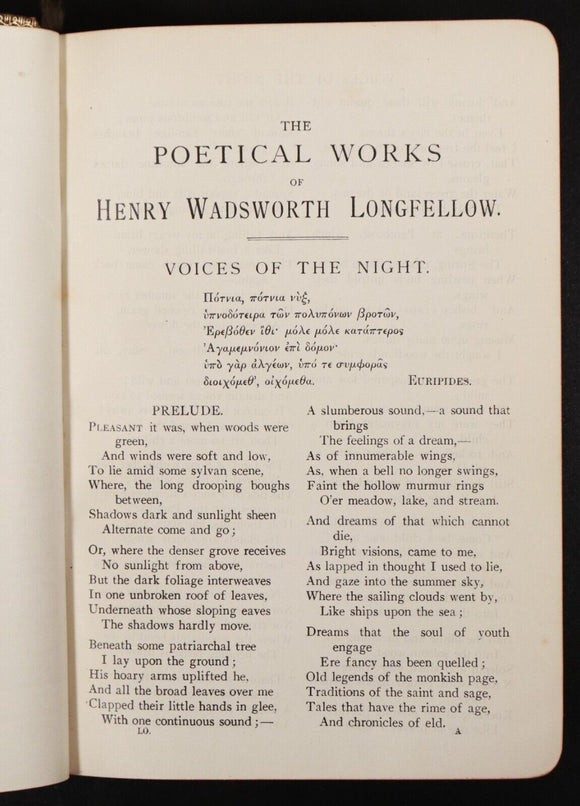 THE
POETICAL WORKS
OF
HENRY WADSWORTH LONGFELLOW.
VOICES OF THE NIGHT.
Πότνια, πότνια νὺξ,
ὑπνοδότειρα τῶν πολυπόνων βροτῶν,
Ἐρεβόθεν ἴθι· μόλε μόλε κατάπτερος
Ἀγαμεμνόνιον ἐπὶ δόμον·
ὑπὸ γὰρ ἀλγέων, ὑπό τε συμφορᾶς
διοιχόμεθ', οἰχόμεθα. EURIPIDES.
PRELUDE.
PLEASANT it was, when woods were
green,
And winds were soft and low,
To lie amid some sylvan scene,
Where, the long drooping boughs
between,
Shadows dark and sunlight sheen
Alternate come and go;
Or, where the denser grove receives
No sunlight from above,
But the dark foliage interweaves
In one unbroken roof of leaves,
Underneath whose sloping eaves
The shadows hardly move.
Beneath some patriarchal tree
I lay upon the ground;
His hoary arms uplifted he,
And all the broad leaves over me
Clapped their little hands in glee,
With one continuous sound;—
LO.
A slumberous sound,—a sound that
brings
The feelings of a dream,—
As of innumerable wings,
As, when a bell no longer swings,
Faint the hollow murmur rings
O'er meadow, lake, and stream.
And dreams of that which cannot
die,
Bright visions, came to me,
As lapped in thought I used to lie,
And gaze into the summer sky,
Where the sailing clouds went by,
Like ships upon the sea;
Dreams that the soul of youth
engage
Ere fancy has been quelled;
Old legends of the monkish page,
Traditions of the saint and sage,
Tales that have the rime of age,
And chronicles of eld.
A